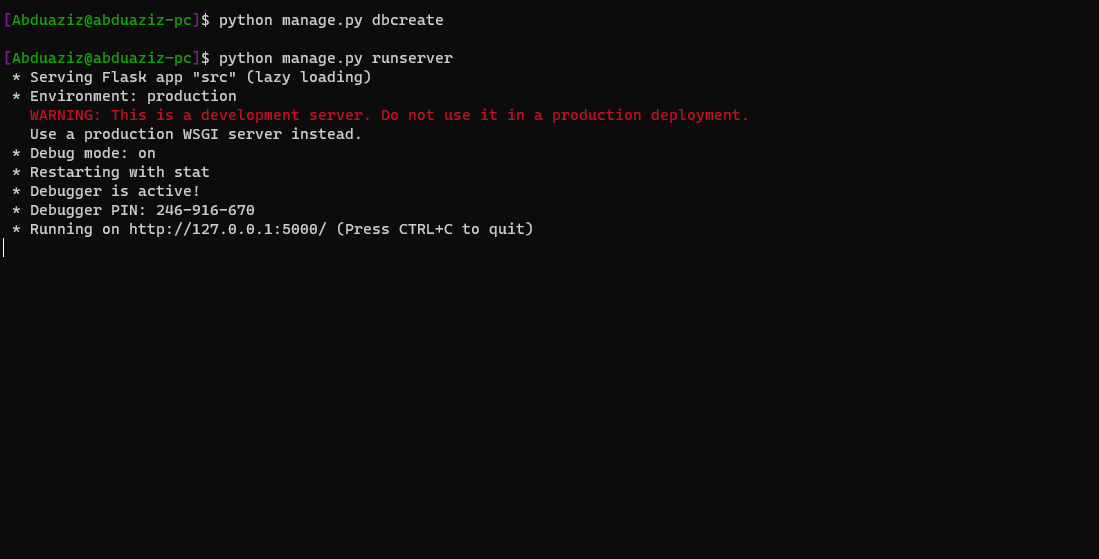 [Abduaziz@abduaziz-pc]$ python manage.py dbcreate
[Abduaziz@abduaziz-pc]$ python manage.py runserver
* Serving Flask app "src" (lazy loading)
* Environment: production
WARNING: This is a development server. Do not use it in a production deployment.
Use a production WSGI server instead.
* Debug mode: on
* Restarting with stat
* Debugger is active!
* Debugger PIN: 246-916-670
* Running on http://127.0.0.1:5000/ (Press CTRL+C to quit)